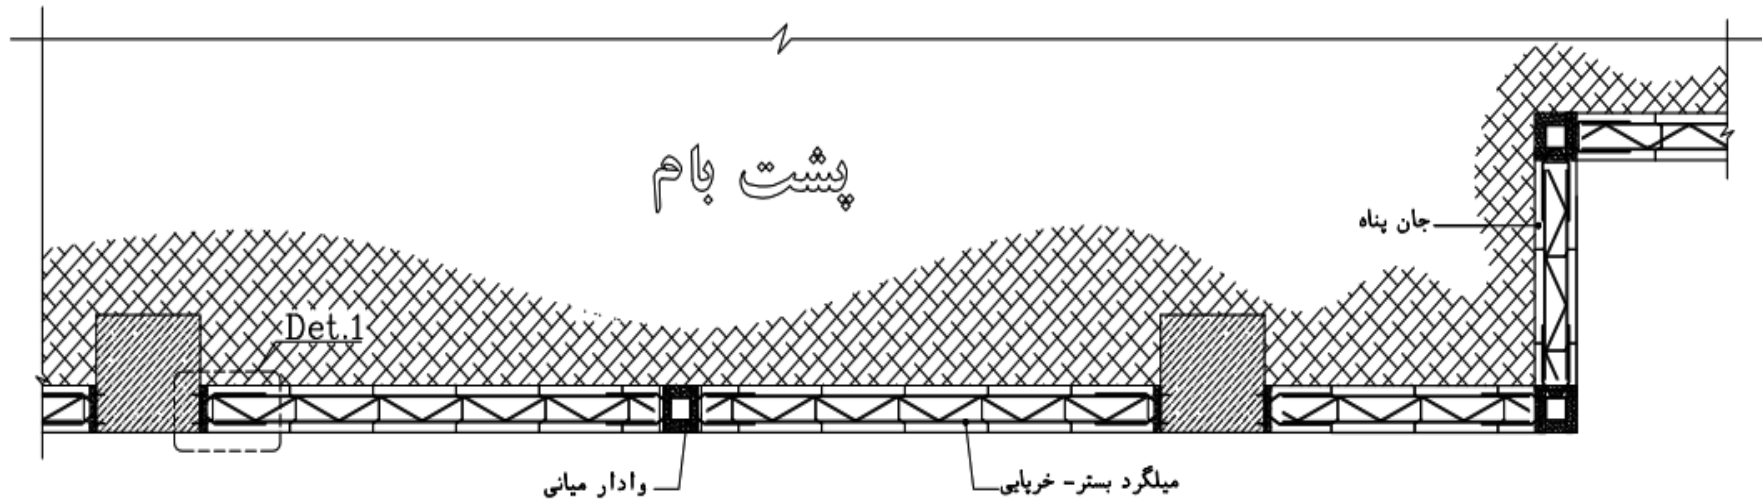 پشت بام
جان پناه
Det.1
وادار میانی
میلگرد بستر- خرپایی